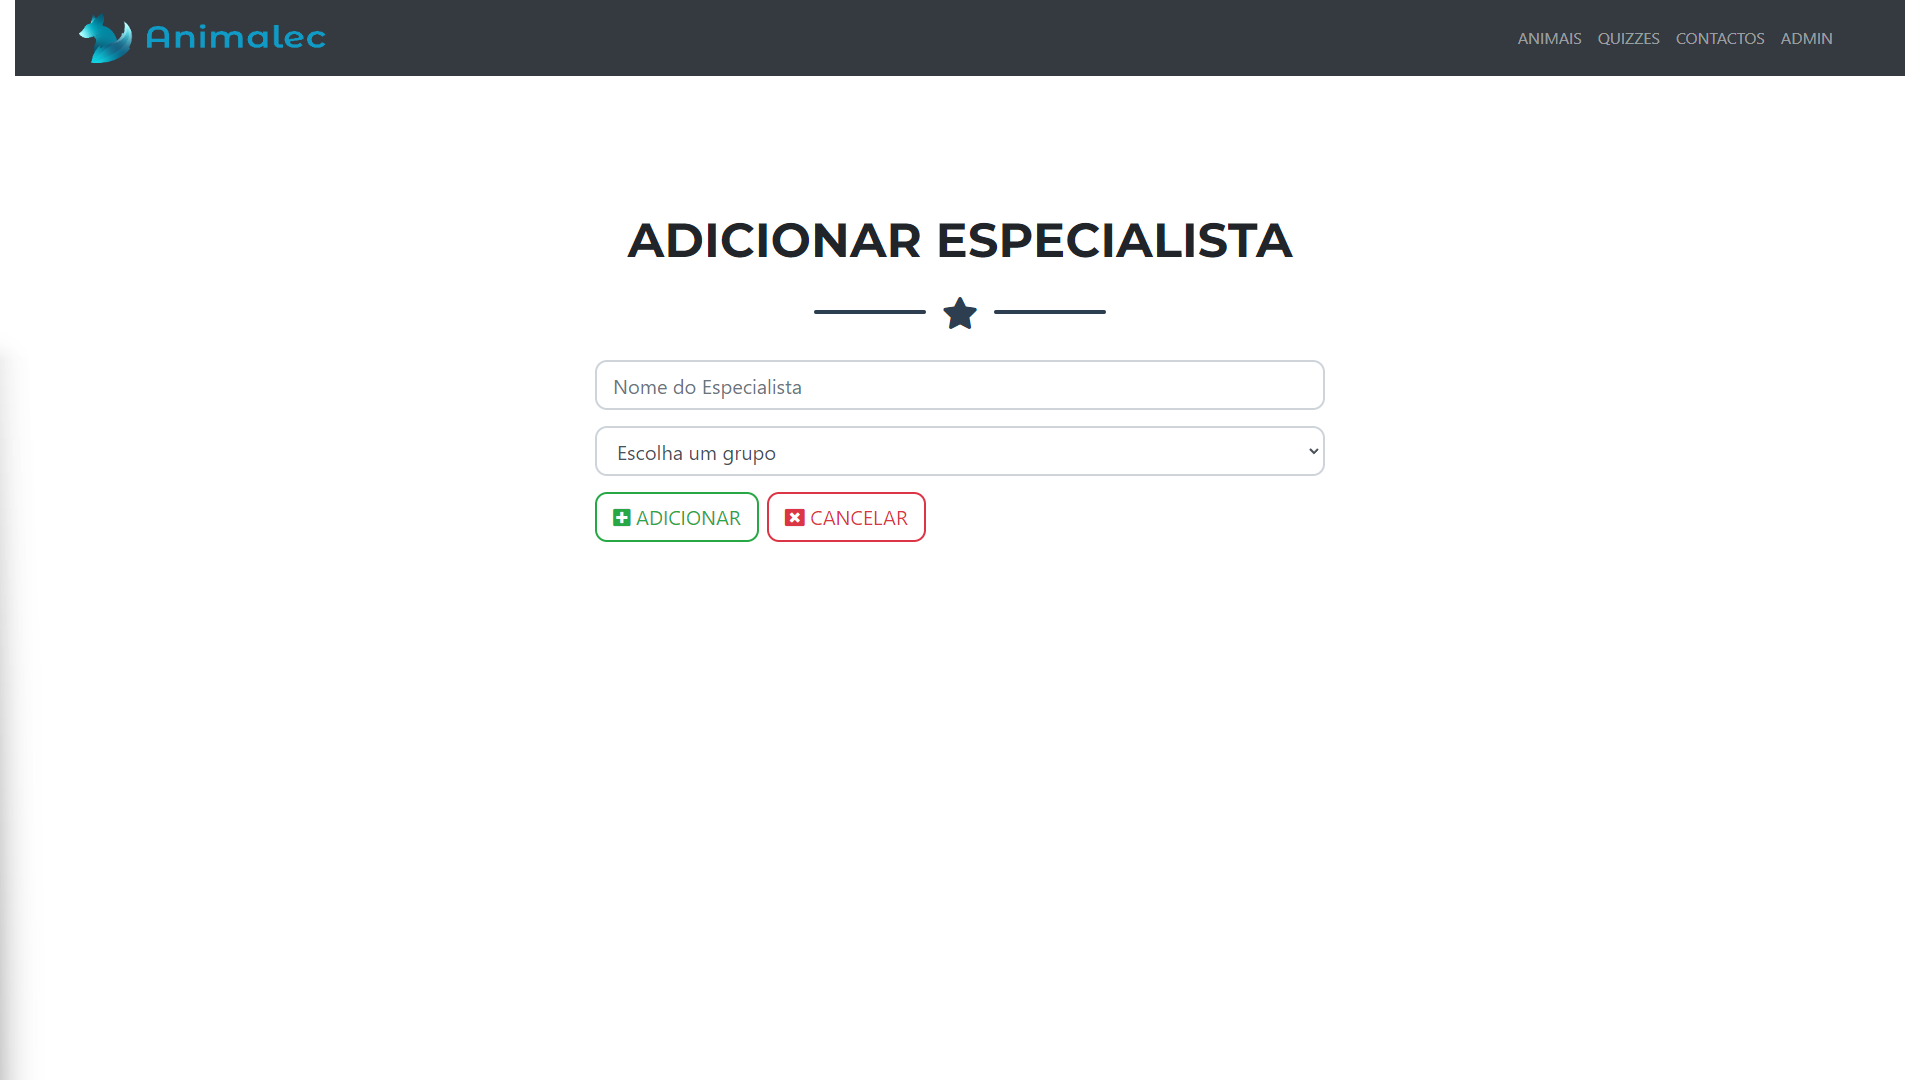 Animalec
ANIMAIS QUIZZES CONTACTOS ADMIN
ADICIONAR ESPECIALISTA
Nome do Especialista
Escolha um grupo
ADICIONAR CANCELAR